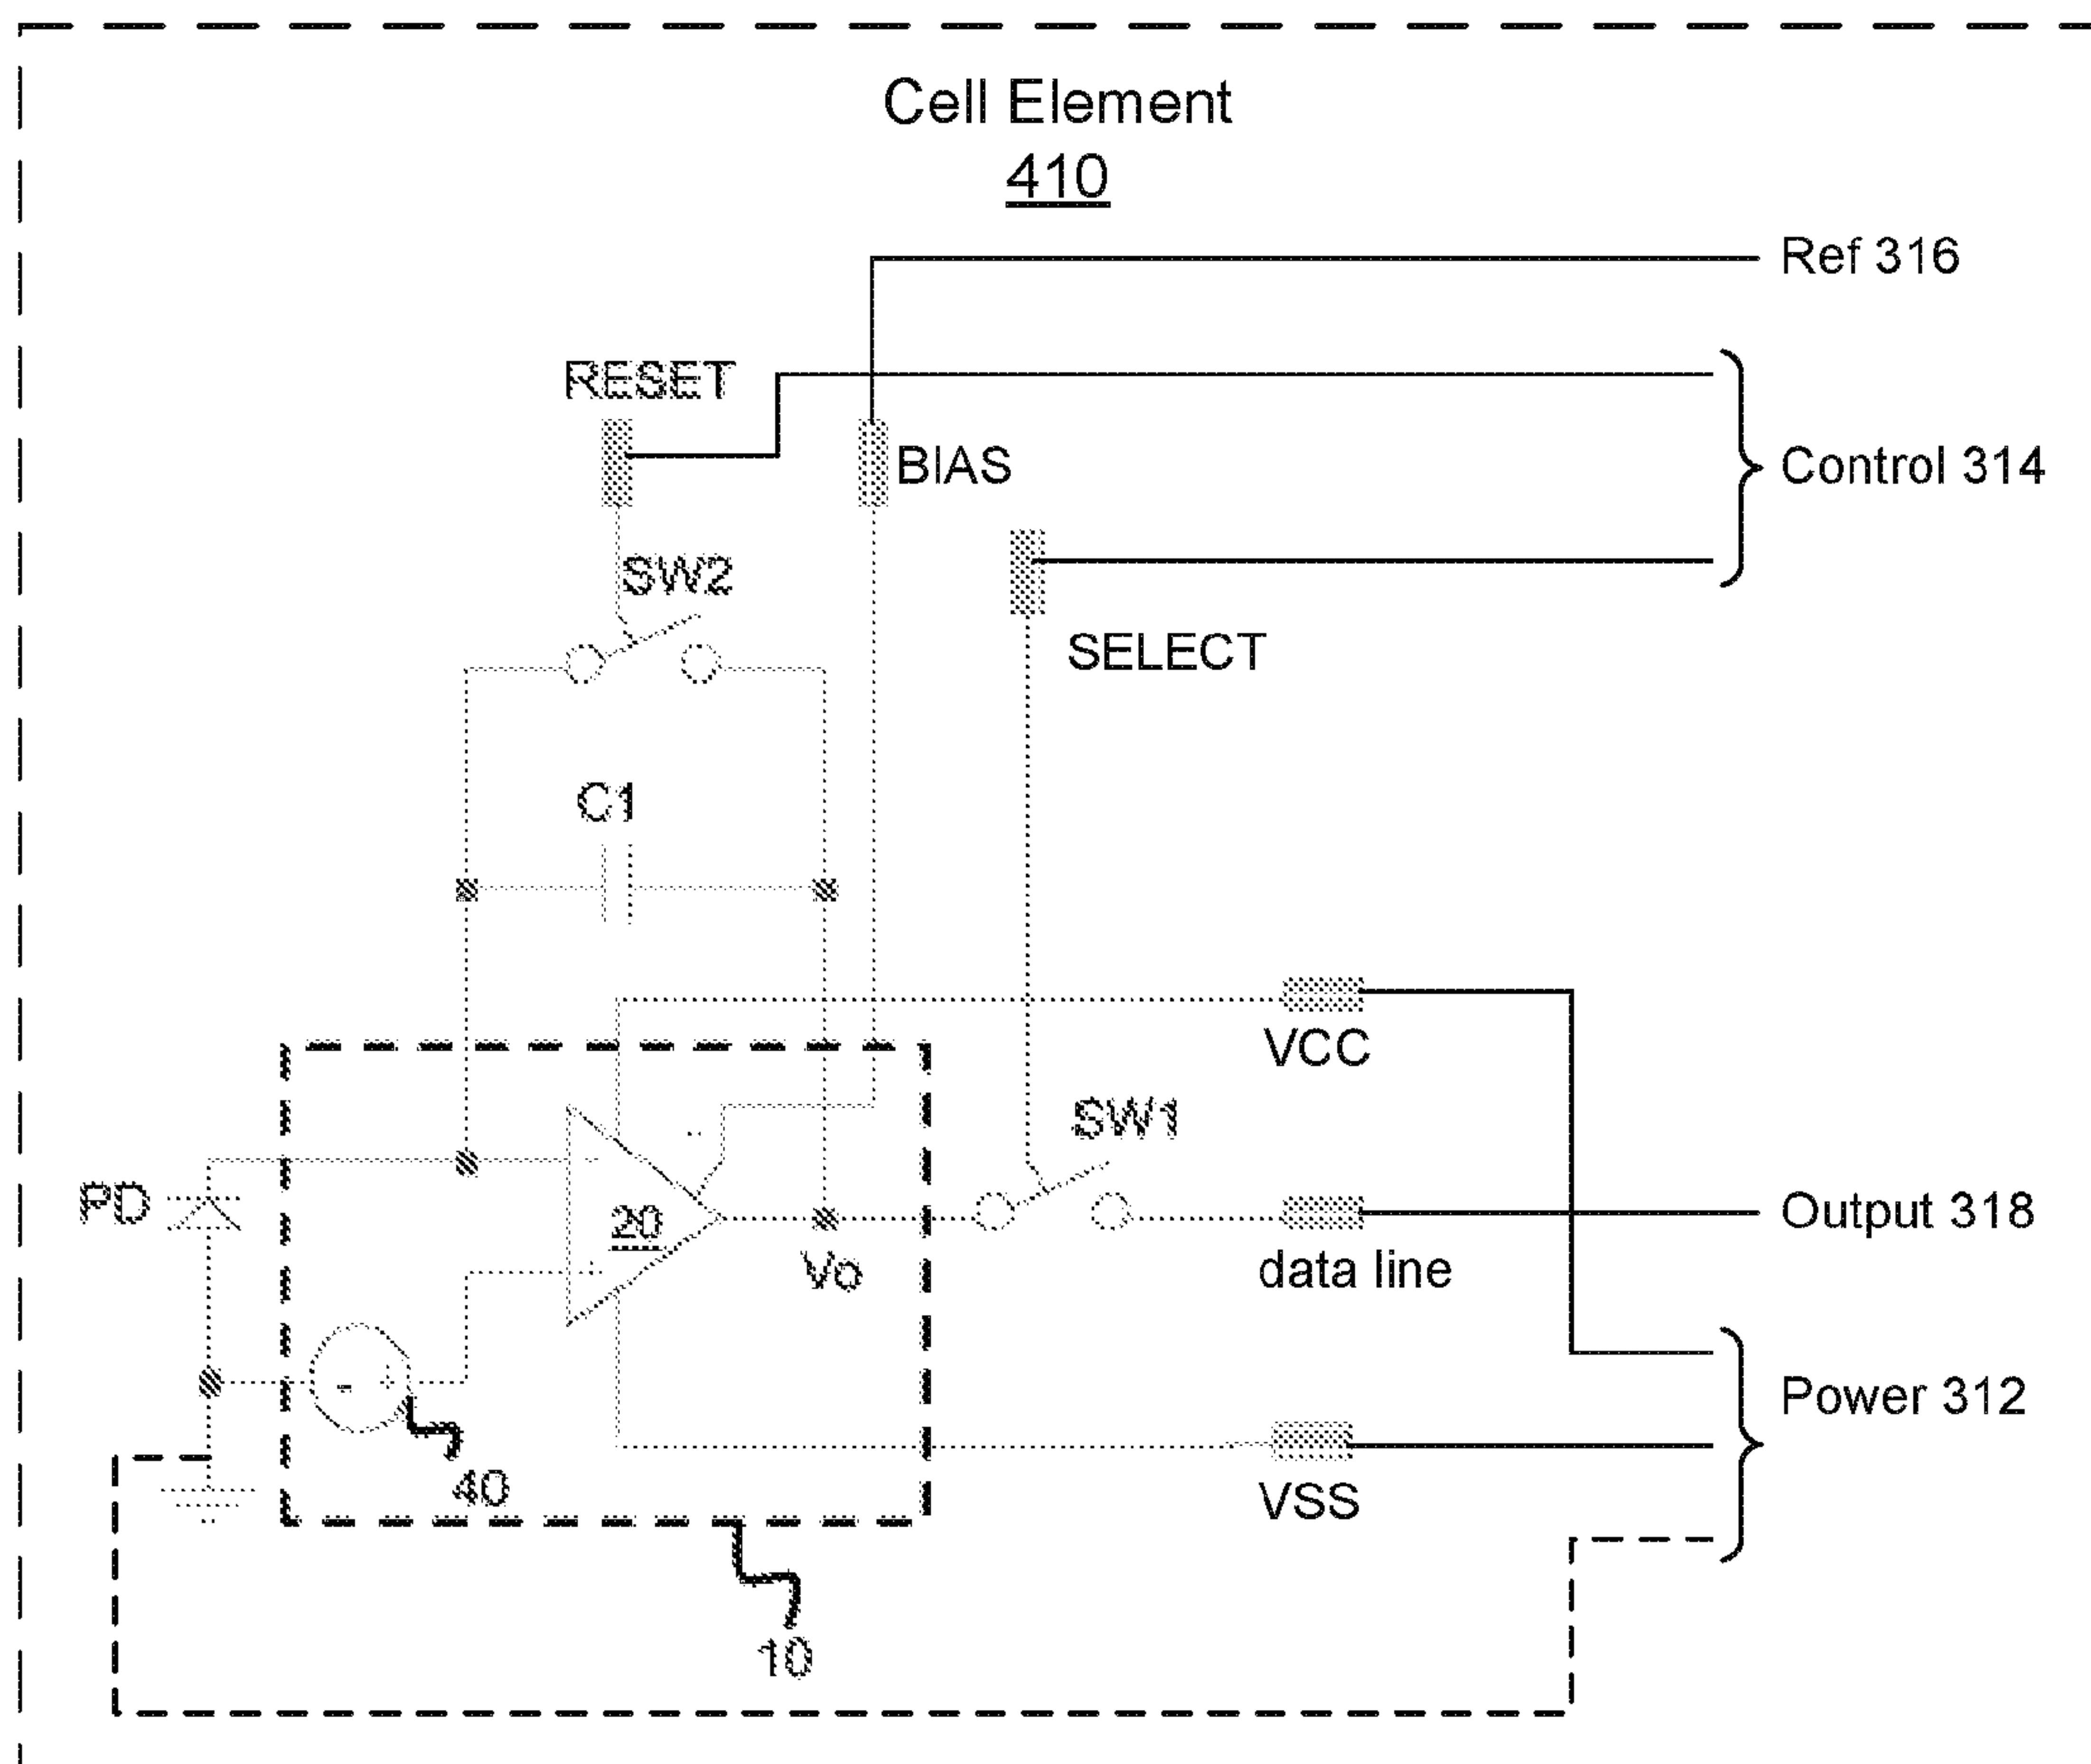 Cell Element
410
Ref 316
RESET
BIAS
Control 314
SW2
SELECT
C1
VCC
SW1
PD
20
Vo
Output 318
data line
- +
Power 312
40
VSS
10